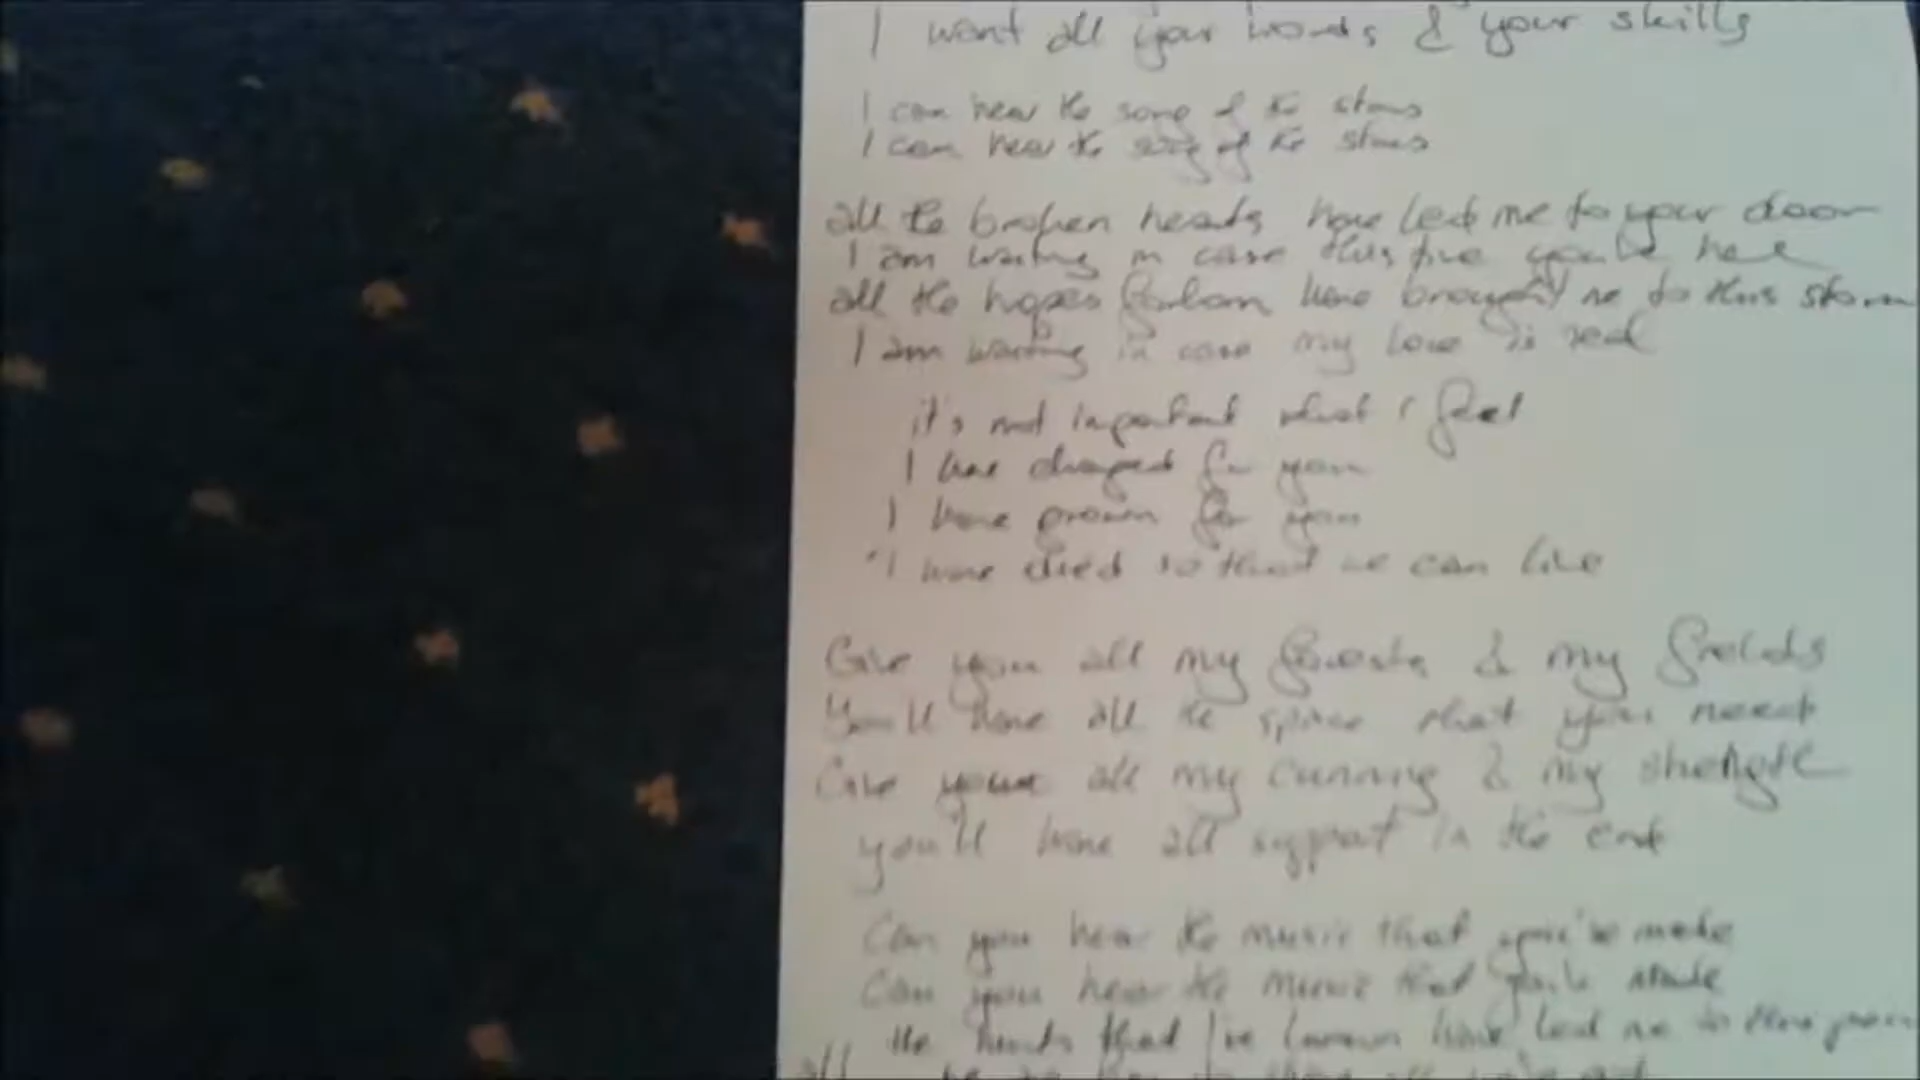 I want all your words & your skills
I can hear the song of the stars
I can hear the song of the stars
all the broken hearts have led me to your door
I am waiting in case this time you're here
all the hopes forlorn have brought me to this storm
I am waiting in case my love is real
it's not important what I feel
I have changed for you
I have grown for you
I have died so that we can live
Give you all my forests & my fields
You'll have all the space that you need
Give you all my cunning & my strength
you'll have all support in the end
Can you hear the music that you've made
Can you hear the music that you've made
the hearts that I've known have led me to this
all